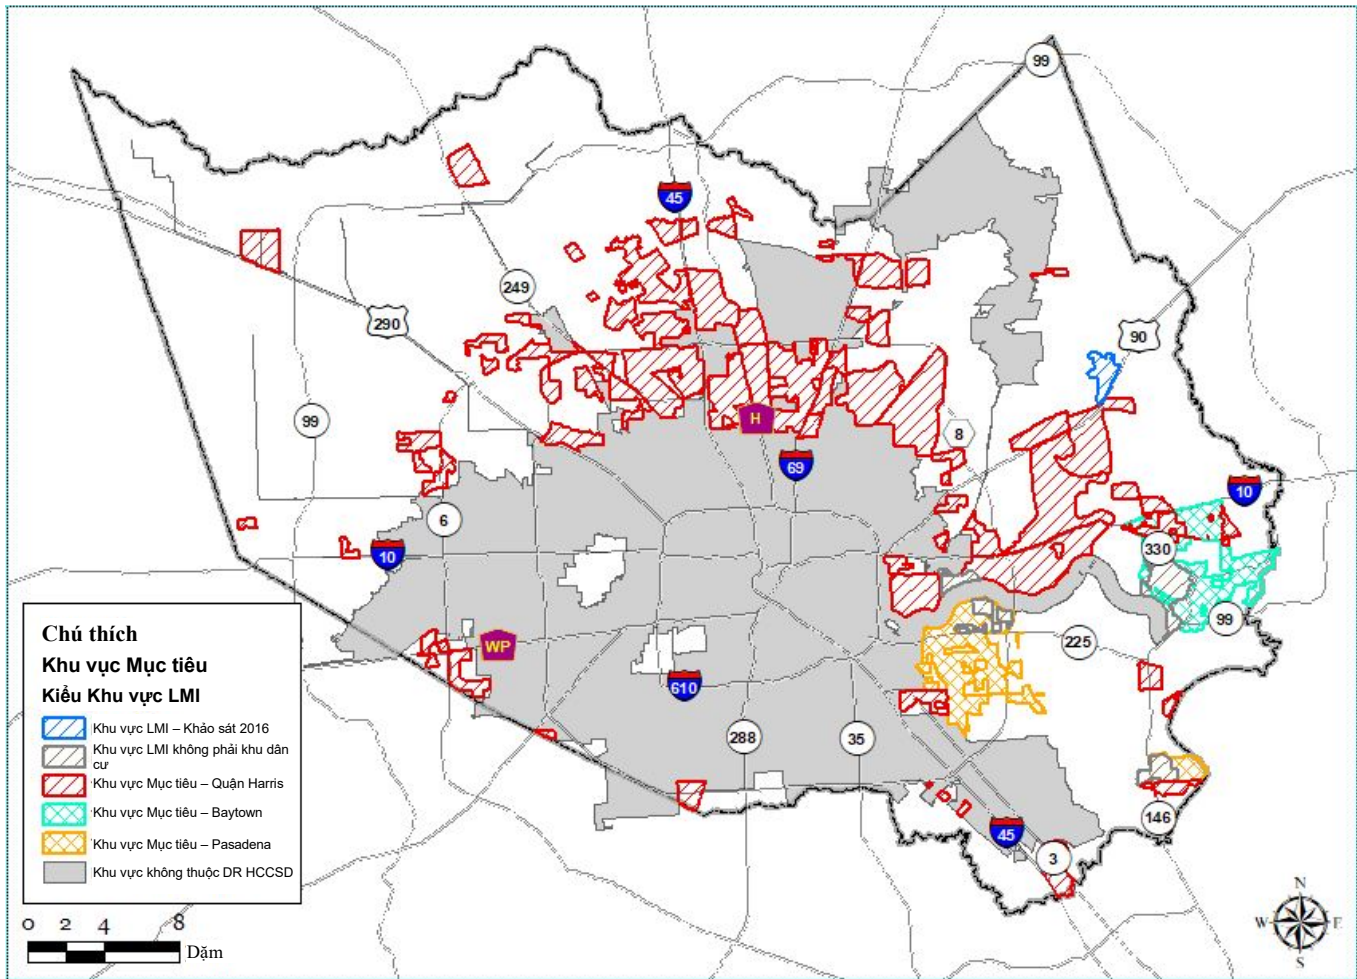 99
45
249
290
90
99
H
8
69
10
6
10
330
99
WP
225
610
288
35
146
45
3
Chú thích
Khu vực Mục tiêu
Kiểu Khu vực LMI
Khu vực LMI – Khảo sát 2016
Khu vực LMI không phải khu dân
cư
Khu vực Mục tiêu – Quận Harris
Khu vực Mục tiêu – Baytown
Khu vực Mục tiêu – Pasadena
Khu vực không thuộc DR HCCSD
0 2 4 8
Dặm
N
W E
S